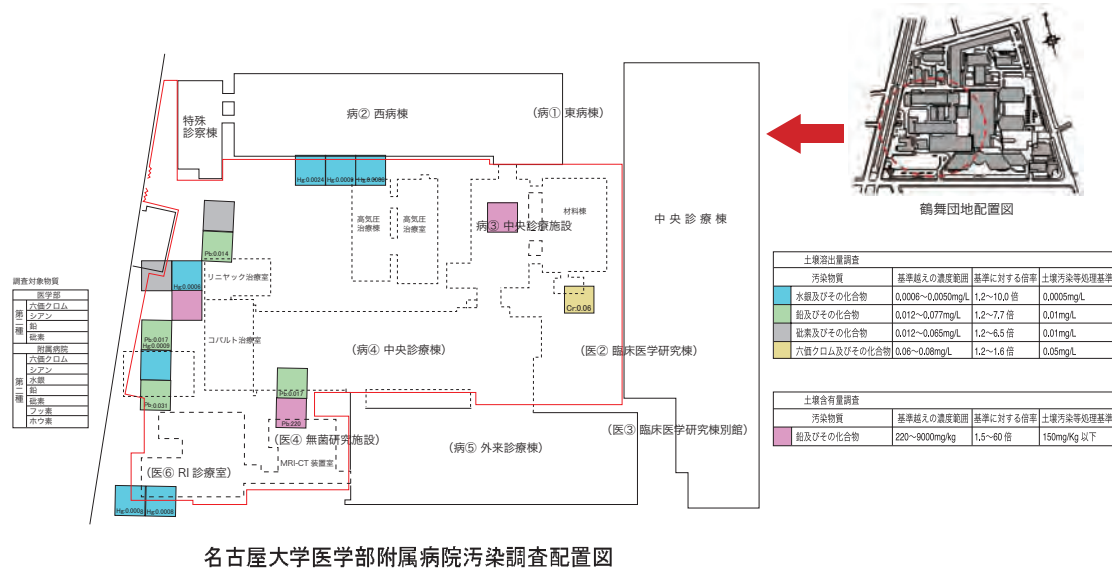 特殊
診察棟
病② 西病棟
(病① 東病棟)
Hg:0.0024
Hg:0.0009
高気圧
治療棟
高気圧
治療室
病③ 中央診療施設
材料棟
中央診療棟
鶴舞団地配置図
Pb:0.014
リニヤック治療室
Hg:0.0006
Cr:0.06
Pb:0.017
Hg:0.0009
コバルト治療室
(病④ 中央診療棟)
(医② 臨床医学研究棟)
Pb:0.031
Pb:0.017
Pb:220
(医④ 無菌研究施設)
(病⑤ 外来診療棟)
(医③ 臨床医学研究棟別館)
(医⑥ RI 診療室)
MRI-CT 装置室
Hg:0.0008
Hg:0.0008
調査対象物質
医学部
第二種
六価クロム
シアン
鉛
砒素
附属病院
第二種
六価クロム
シアン
水銀
鉛
砒素
フッ素
ホウ素
土壌溶出量調査
汚染物質 基準越えの濃度範囲 基準に対する倍率 土壌汚染等処理基準
水銀及びその化合物 0,0006~0,0050mg/L 1,2~10,0 倍 0,0005mg/L
鉛及びその化合物 0.012~0.077mg/L 1.2~7.7 倍 0.01mg/L
砒素及びその化合物 0.012~0.065mg/L 1.2~6.5 倍 0.01mg/L
六価クロム及びその化合物 0.06~0.08mg/L 1.2~1.6 倍 0.05mg/L
土壌含有量調査
汚染物質 基準越えの濃度範囲 基準に対する倍率 土壌汚染等処理基準
鉛及びその化合物 220~9000mg/kg 1,5~60 倍 150mg/Kg 以下
名古屋大学医学部附属病院汚染調査配置図